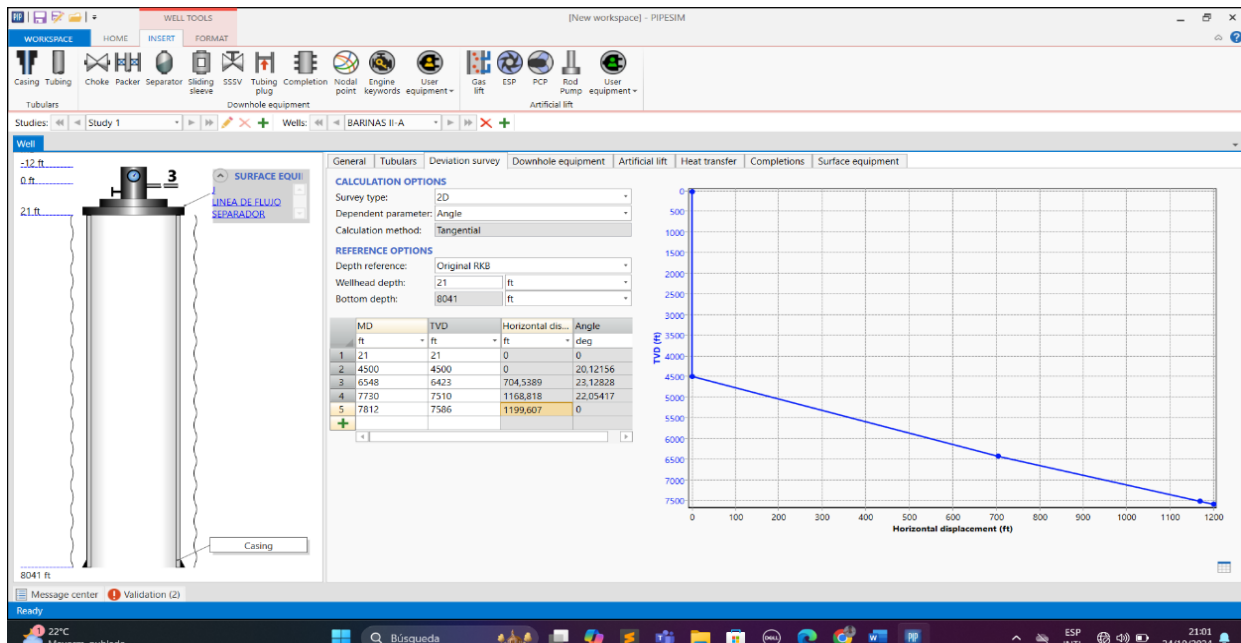 PIP
WELL TOOLS
[New workspace] - PIPESIM
WORKSPACE HOME INSERT FORMAT
Casing Tubing Choke Packer Separator Sliding sleeve SSSV Tubing plug Completion Nodal point Engine keywords User equipment Gas lift ESP PCP Rod Pump User equipment
Tubulars Downhole equipment Artificial lift
Studies: Study 1 Wells: BARINAS II-A
Well
-12 ft
0 ft
21 ft
3
SURFACE EQUI
J
LINEA DE FLUJO
SEPARADOR
Casing
8041 ft
General Tubulars Deviation survey Downhole equipment Artificial lift Heat transfer Completions Surface equipment
CALCULATION OPTIONS
Survey type: 2D
Dependent parameter: Angle
Calculation method: Tangential
REFERENCE OPTIONS
Depth reference: Original RKB
Wellhead depth: 21 ft
Bottom depth: 8041 ft
MD TVD Horizontal dis... Angle
ft ft ft deg
1 21 21 0 0
2 4500 4500 0 20,12156
3 6548 6423 704,5389 23,12828
4 7730 7510 1168,818 22,05417
5 7812 7586 1199,607 0
TVD (ft)
0
500
1000
1500
2000
2500
3000
3500
4000
4500
5000
5500
6000
6500
7000
7500
0 100 200 300 400 500 600 700 800 900 1000 1100 1200
Horizontal displacement (ft)
Message center Validation (2)
Ready
1 22°C
Búsqueda
DELL
PIP
ESP
21:01